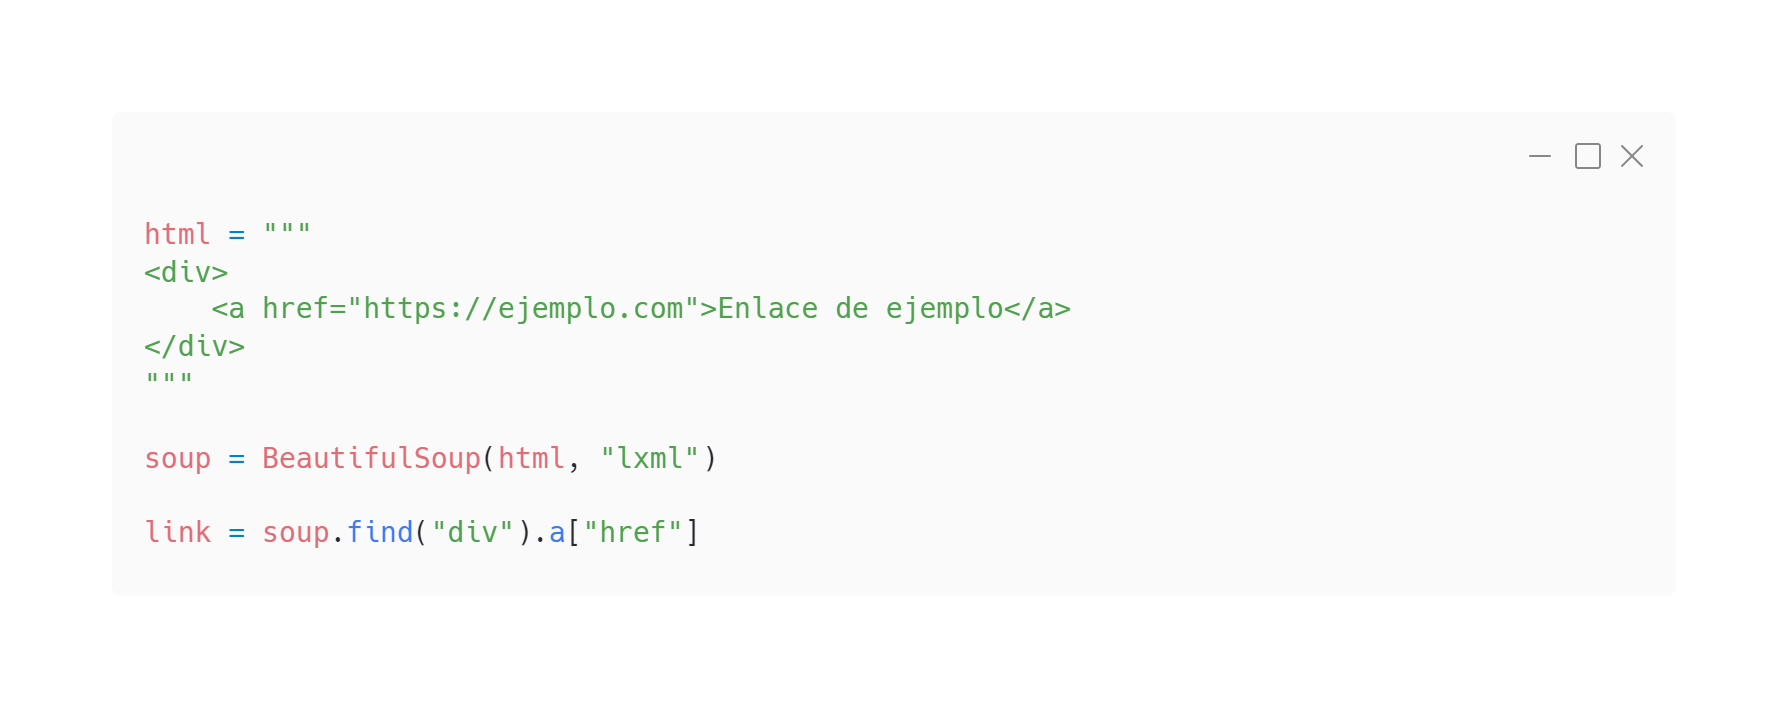 html = """
<div>
    <a href="https://ejemplo.com">Enlace de ejemplo</a>
</div>
"""
soup = BeautifulSoup(html, "lxml")
link = soup.find("div").a["href"]